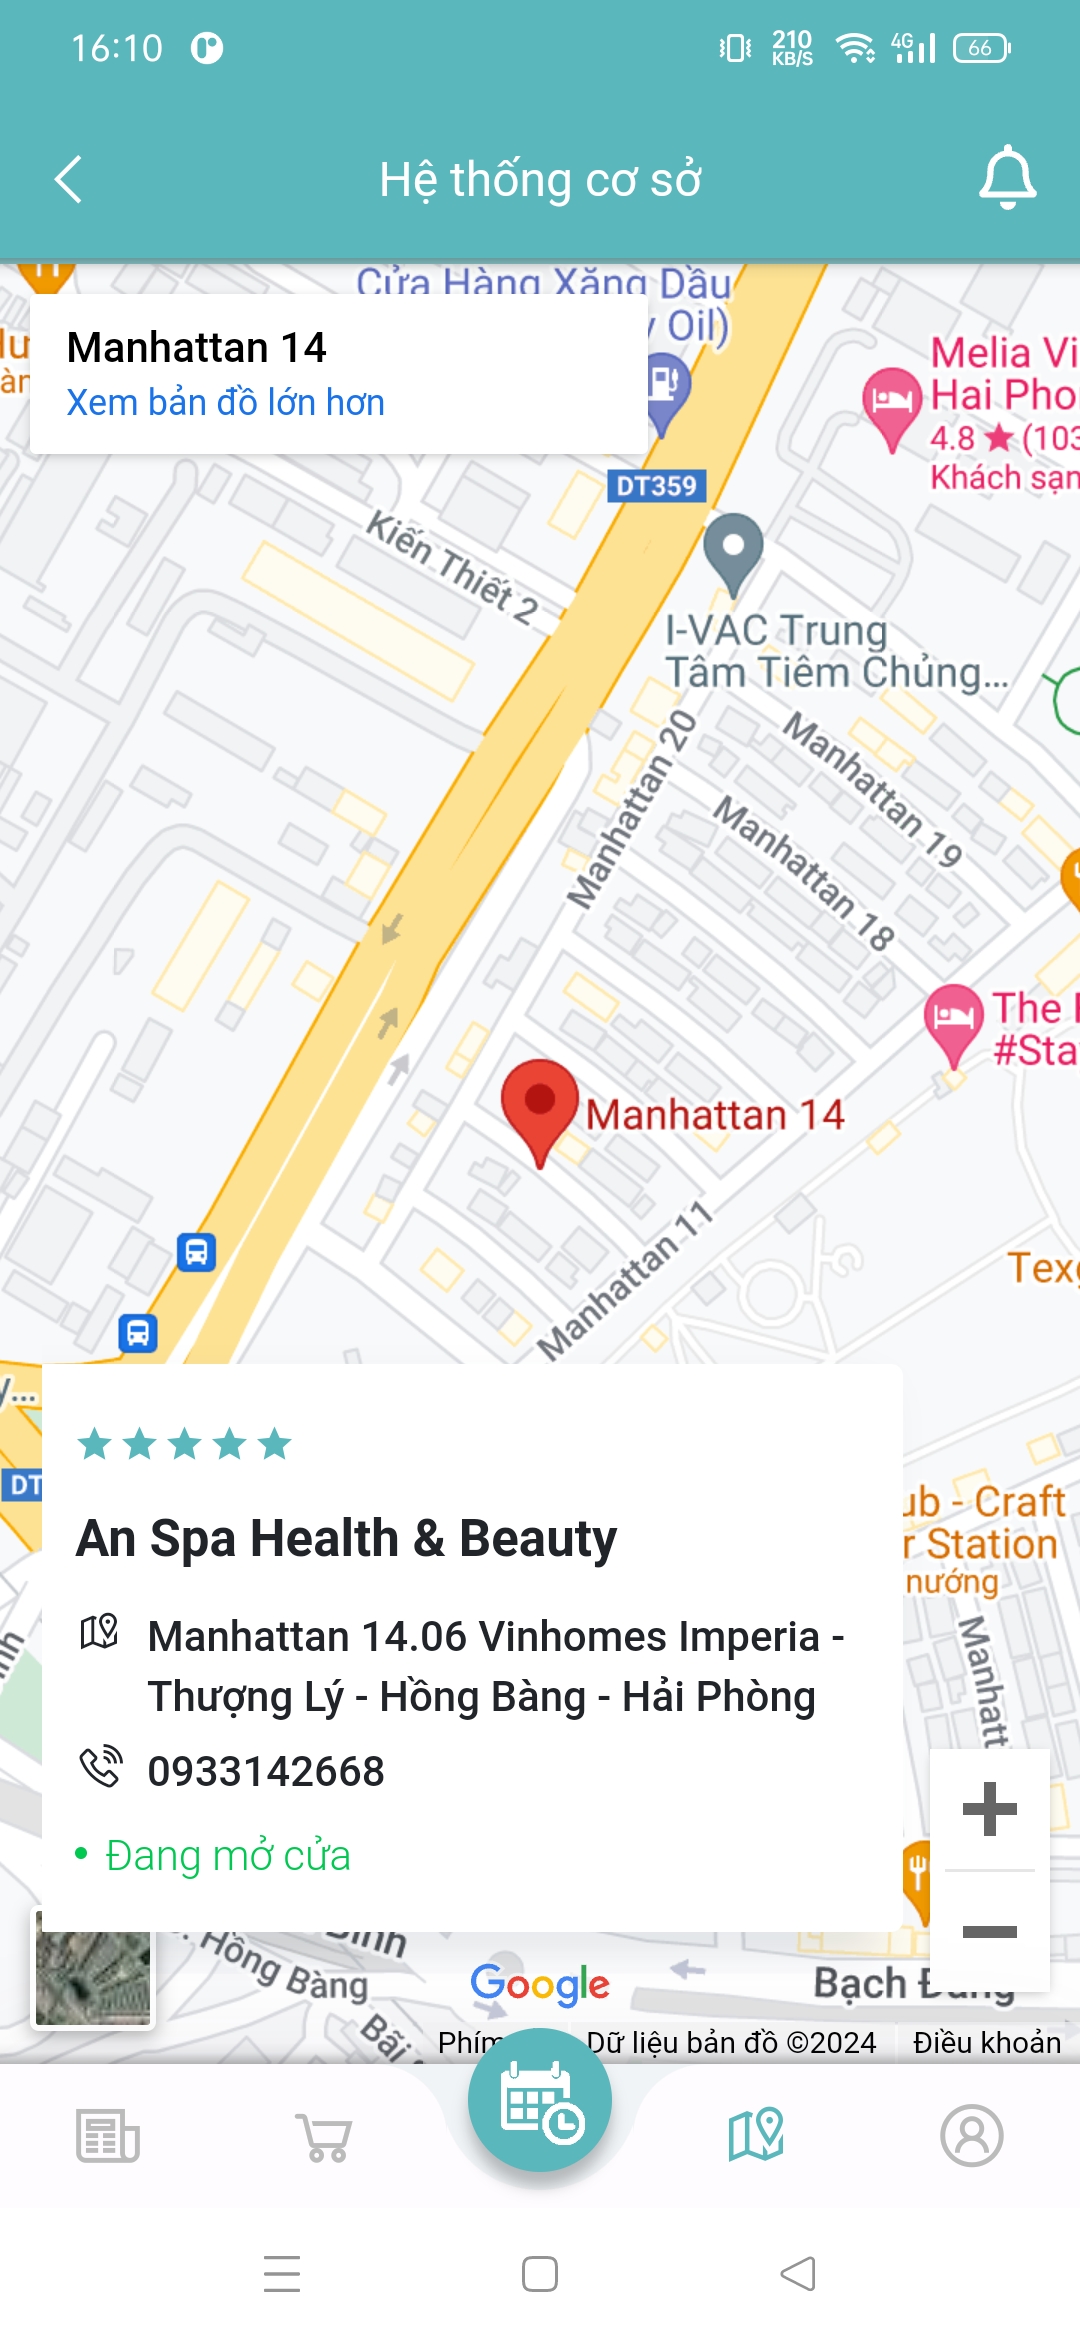 16:10
210
KB/S
4G
66
Hệ thống cơ sở
Cửa Hàng Xăng Dầu
Oil)
Manhattan 14
Xem bản đồ lớn hơn
Melia Vi
Hai Pho
4.8 ★ (103
Khách sạn
DT359
Kiến Thiết 2
I-VAC Trung
Tâm Tiêm Chủng...
Manhattan 20
Manhattan 19
Manhattan 18
The
#Sta
Manhattan 14
Manhattan 11
An Spa Health & Beauty
Manhattan 14.06 Vinhomes Imperia -
Thượng Lý - Hồng Bàng - Hải Phòng
0933142668
• Đang mở cửa
DT
ub - Craft
r Station
nướng
Manhatt
Hồng Bàng
Bãi
Google
Bạch
Phím
Dữ liệu bản đồ ©2024
Điều khoản